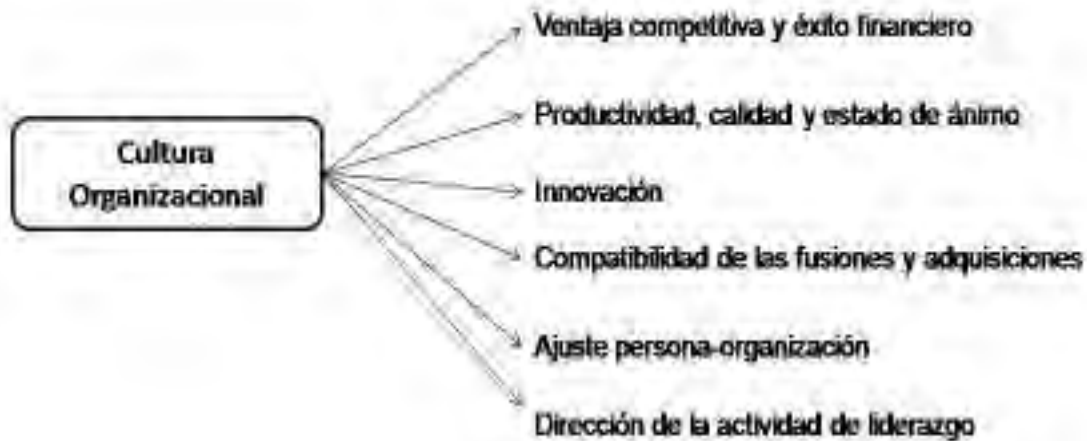 Cultura
Organizacional
Ventaja competitiva y éxito financiero
Productividad, calidad y estado de ánimo
Innovación
Compatibilidad de las fusiones y adquisiciones
Ajuste persona-organización
Dirección de la actividad de liderazgo